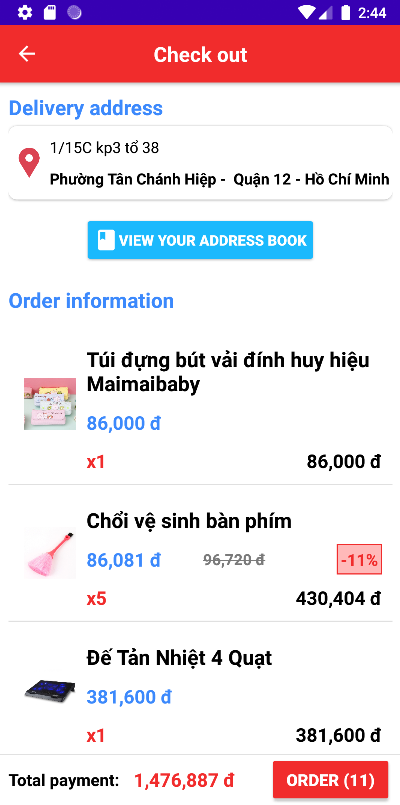 2:44
Check out
Delivery address
1/15C kp3 tổ 38
Phường Tân Chánh Hiệp - Quận 12 - Hồ Chí Minh
VIEW YOUR ADDRESS BOOK
Order information
Túi đựng bút vải đính huy hiệu
Maimaibaby
86,000 đ
x1 86,000 đ
Chổi vệ sinh bàn phím
86,081 đ 96,720 đ -11%
x5 430,404 đ
Đế Tản Nhiệt 4 Quạt
381,600 đ
x1 381,600 đ
Total payment: 1,476,887 đ ORDER (11)